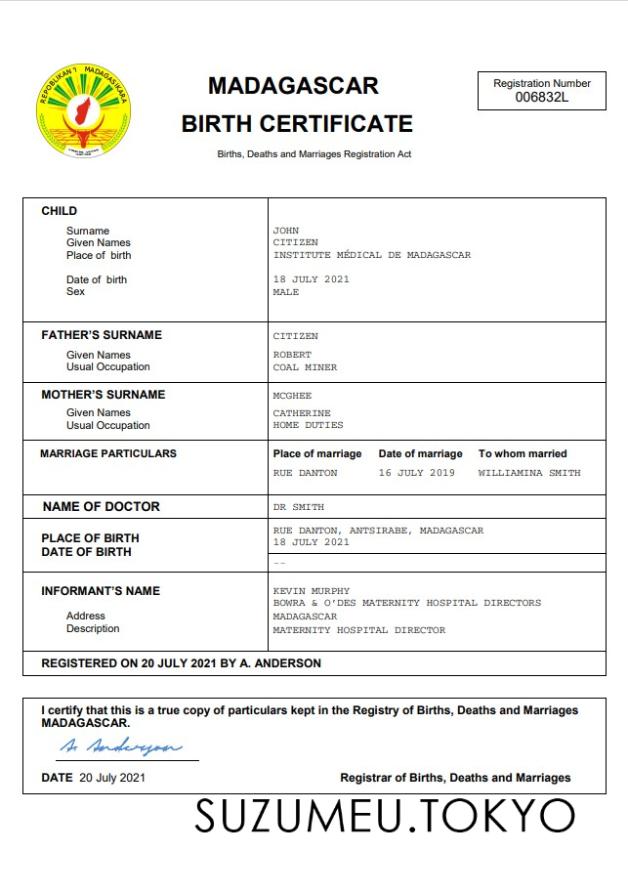 REPOBLIKAN'I MADAGASIKARA
MADAGASCAR
BIRTH CERTIFICATE
Births, Deaths and Marriages Registration Act
Registration Number
006832L
CHILD
Surname JOHN
Given Names CITIZEN
Place of birth INSTITUTE MÉDICAL DE MADAGASCAR
Date of birth 18 JULY 2021
Sex MALE
FATHER'S SURNAME CITIZEN
Given Names ROBERT
Usual Occupation COAL MINER
MOTHER'S SURNAME MCGHEE
Given Names CATHERINE
Usual Occupation HOME DUTIES
MARRIAGE PARTICULARS Place of marriage Date of marriage To whom married
RUE DANTON 16 JULY 2019 WILLIAMINA SMITH
NAME OF DOCTOR DR SMITH
PLACE OF BIRTH RUE DANTON, ANTSIRABE, MADAGASCAR
DATE OF BIRTH 18 JULY 2021
--
INFORMANT'S NAME KEVIN MURPHY
BOWRA & O'DES MATERNITY HOSPITAL DIRECTORS
Address MADAGASCAR
Description MATERNITY HOSPITAL DIRECTOR
REGISTERED ON 20 JULY 2021 BY A. ANDERSON
I certify that this is a true copy of particulars kept in the Registry of Births, Deaths and Marriages
MADAGASCAR.
A. Anderson
DATE 20 July 2021 Registrar of Births, Deaths and Marriages
SUZUMEU.TOKYO